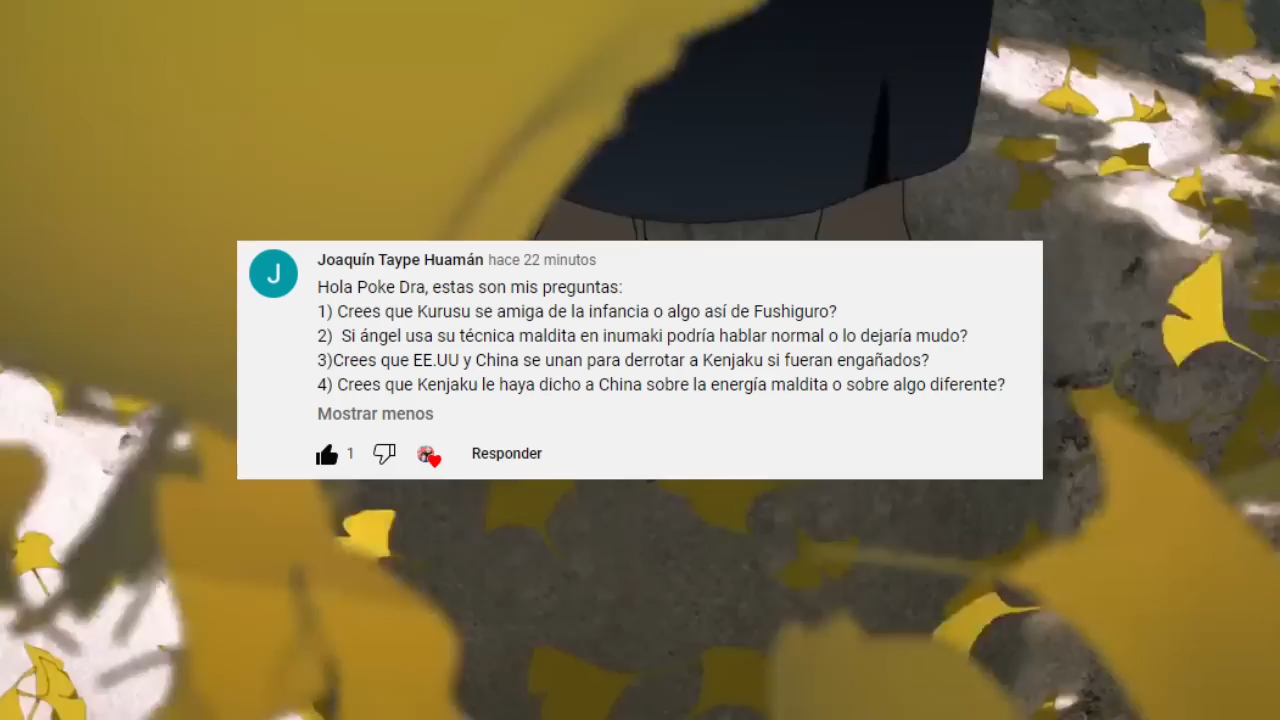 Joaquín Taype Huamán hace 22 minutos
Hola Poke Dra, estas son mis preguntas:
1) Crees que Kurusu se amiga de la infancia o algo así de Fushiguro?
2)  Si ángel usa su técnica maldita en inumaki podría hablar normal o lo dejaría mudo?
3)Crees que EE.UU y China se unan para derrotar a Kenjaku si fueran engañados?
4) Crees que Kenjaku le haya dicho a China sobre la energía maldita o sobre algo diferente?
Mostrar menos
1 Responder
J